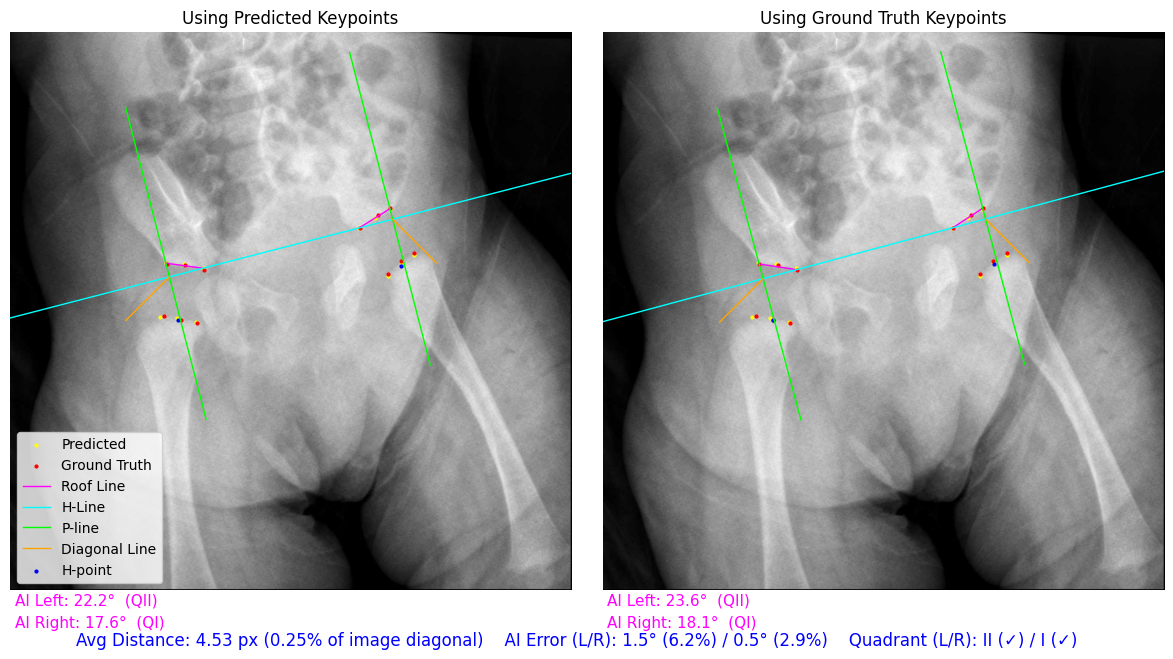 Using Predicted Keypoints
Using Ground Truth Keypoints
Predicted
Ground Truth
Roof Line
H-Line
P-line
Diagonal Line
H-point
AI Left: 22.2°  (QII)
AI Right: 17.6°  (QI)
AI Left: 23.6°  (QII)
AI Right: 18.1°  (QI)
Avg Distance: 4.53 px (0.25% of image diagonal)    AI Error (L/R): 1.5° (6.2%) / 0.5° (2.9%)    Quadrant (L/R): II (✓) / I (✓)